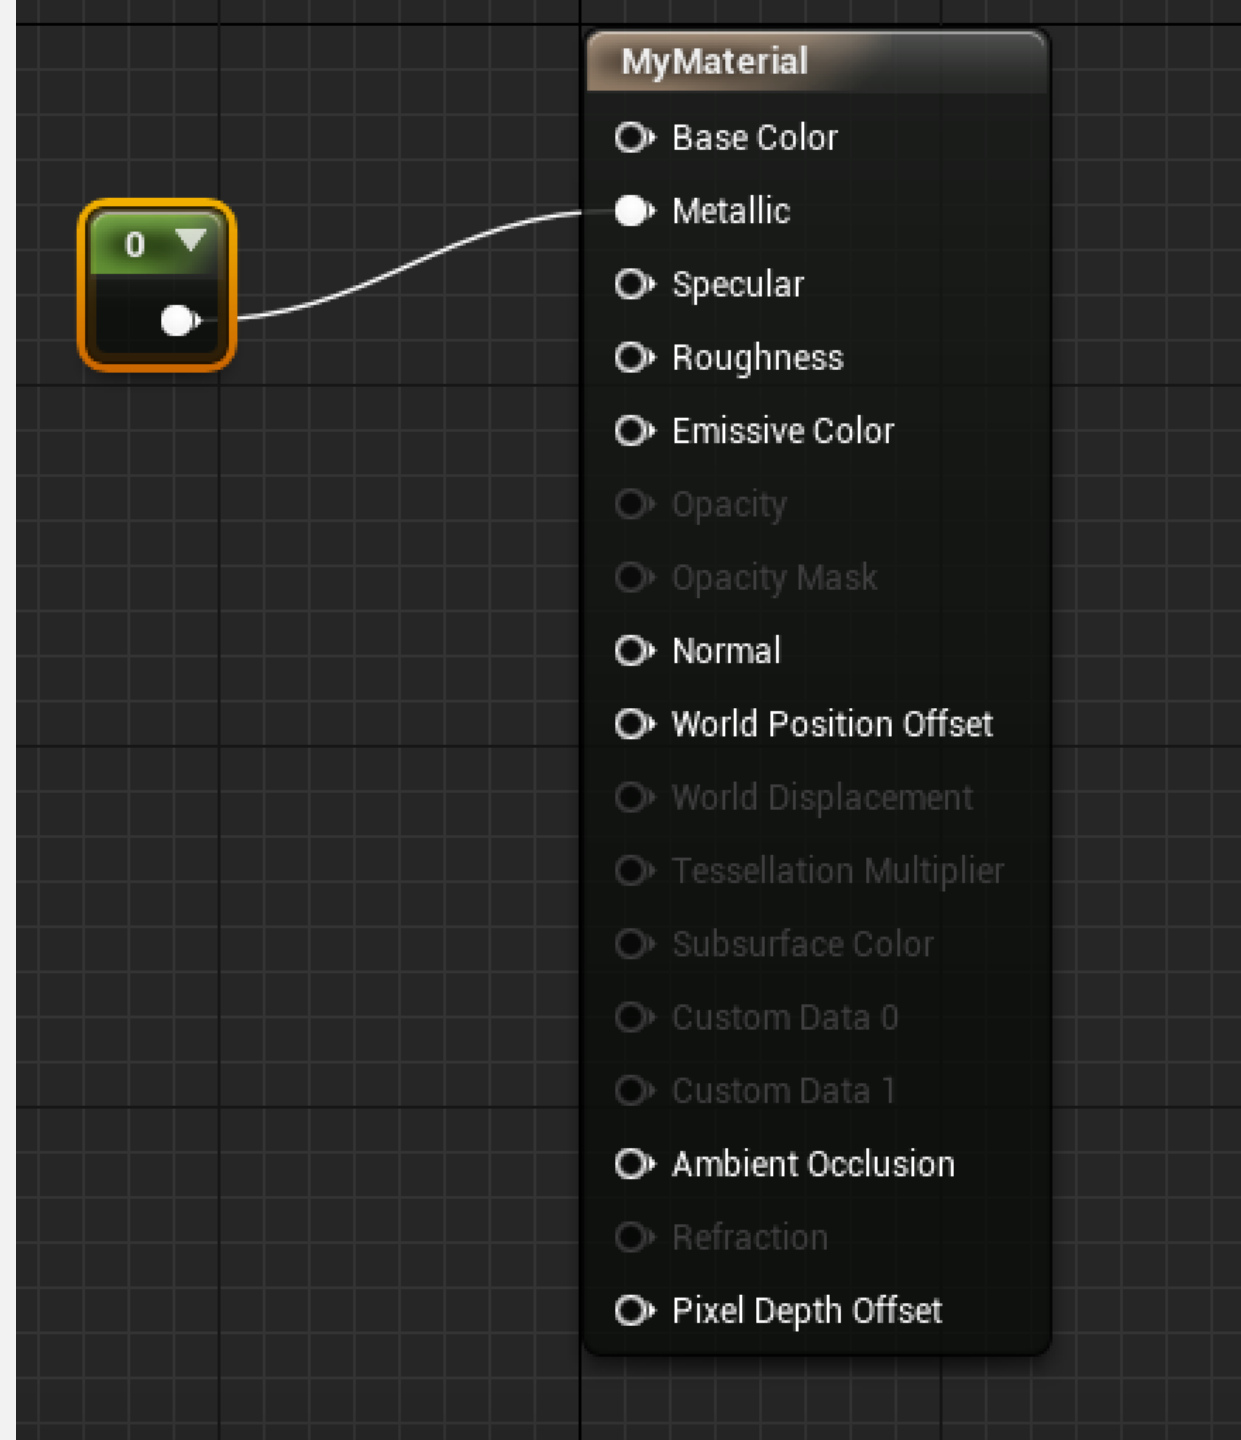 MyMaterial
Base Color
0
Metallic
Specular
Roughness
Emissive Color
Opacity
Opacity Mask
Normal
World Position Offset
World Displacement
Tessellation Multiplier
Subsurface Color
Custom Data 0
Custom Data 1
Ambient Occlusion
Refraction
Pixel Depth Offset